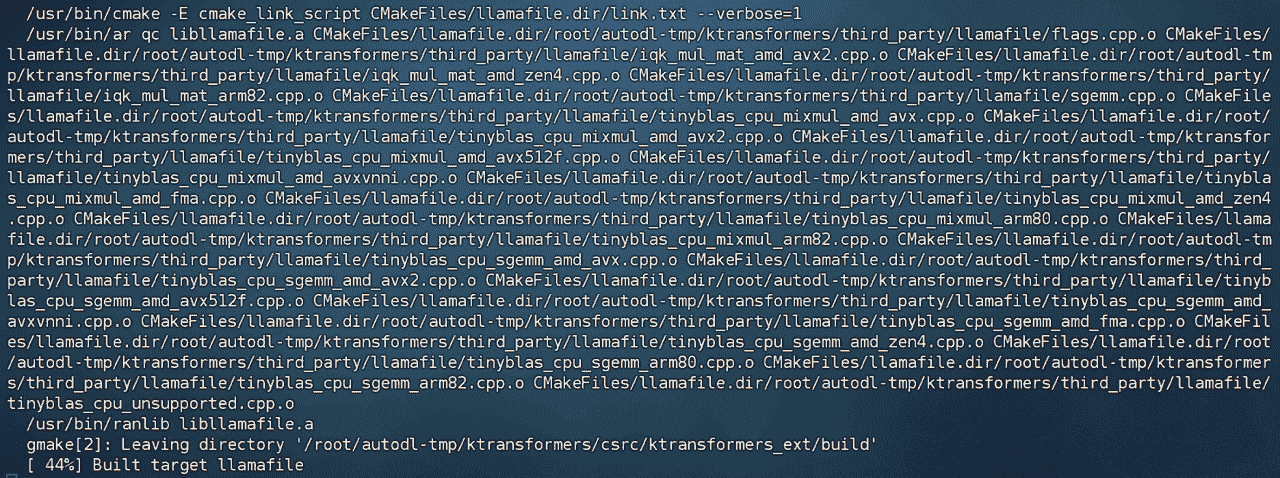 /usr/bin/cmake -E cmake_link_script CMakeFiles/llamafile.dir/link.txt --verbose=1
/usr/bin/ar qc libllamafile.a CMakeFiles/llamafile.dir/root/autodl-tmp/ktransformers/third_party/llamafile/flags.cpp.o CMakeFiles/
llamafile.dir/root/autodl-tmp/ktransformers/third_party/llamafile/iqk_mul_mat_amd_avx2.cpp.o CMakeFiles/llamafile.dir/root/autodl-tm
p/ktransformers/third_party/llamafile/iqk_mul_mat_amd_zen4.cpp.o CMakeFiles/llamafile.dir/root/autodl-tmp/ktransformers/third_party/
llamafile/iqk_mul_mat_arm82.cpp.o CMakeFiles/llamafile.dir/root/autodl-tmp/ktransformers/third_party/llamafile/sgemm.cpp.o CMakeFile
s/llamafile.dir/root/autodl-tmp/ktransformers/third_party/llamafile/tinyblas_cpu_mixmul_amd_avx.cpp.o CMakeFiles/llamafile.dir/root/
autodl-tmp/ktransformers/third_party/llamafile/tinyblas_cpu_mixmul_amd_avx2.cpp.o CMakeFiles/llamafile.dir/root/autodl-tmp/ktransfor
mers/third_party/llamafile/tinyblas_cpu_mixmul_amd_avx512f.cpp.o CMakeFiles/llamafile.dir/root/autodl-tmp/ktransformers/third_party/
llamafile/tinyblas_cpu_mixmul_amd_avxvnni.cpp.o CMakeFiles/llamafile.dir/root/autodl-tmp/ktransformers/third_party/llamafile/tinybla
s_cpu_mixmul_amd_fma.cpp.o CMakeFiles/llamafile.dir/root/autodl-tmp/ktransformers/third_party/llamafile/tinyblas_cpu_mixmul_amd_zen4
.cpp.o CMakeFiles/llamafile.dir/root/autodl-tmp/ktransformers/third_party/llamafile/tinyblas_cpu_mixmul_arm80.cpp.o CMakeFiles/llama
file.dir/root/autodl-tmp/ktransformers/third_party/llamafile/tinyblas_cpu_mixmul_arm82.cpp.o CMakeFiles/llamafile.dir/root/autodl-tm
p/ktransformers/third_party/llamafile/tinyblas_cpu_sgemm_amd_avx.cpp.o CMakeFiles/llamafile.dir/root/autodl-tmp/ktransformers/third_
party/llamafile/tinyblas_cpu_sgemm_amd_avx2.cpp.o CMakeFiles/llamafile.dir/root/autodl-tmp/ktransformers/third_party/llamafile/tinyb
las_cpu_sgemm_amd_avx512f.cpp.o CMakeFiles/llamafile.dir/root/autodl-tmp/ktransformers/third_party/llamafile/tinyblas_cpu_sgemm_amd_
avxvnni.cpp.o CMakeFiles/llamafile.dir/root/autodl-tmp/ktransformers/third_party/llamafile/tinyblas_cpu_sgemm_amd_fma.cpp.o CMakeFil
es/llamafile.dir/root/autodl-tmp/ktransformers/third_party/llamafile/tinyblas_cpu_sgemm_amd_zen4.cpp.o CMakeFiles/llamafile.dir/root
/autodl-tmp/ktransformers/third_party/llamafile/tinyblas_cpu_sgemm_arm80.cpp.o CMakeFiles/llamafile.dir/root/autodl-tmp/ktransformer
s/third_party/llamafile/tinyblas_cpu_sgemm_arm82.cpp.o CMakeFiles/llamafile.dir/root/autodl-tmp/ktransformers/third_party/llamafile/
tinyblas_cpu_unsupported.cpp.o
/usr/bin/ranlib libllamafile.a
gmake[2]: Leaving directory '/root/autodl-tmp/ktransformers/csrc/ktransformers_ext/build'
[ 44%] Built target llamafile